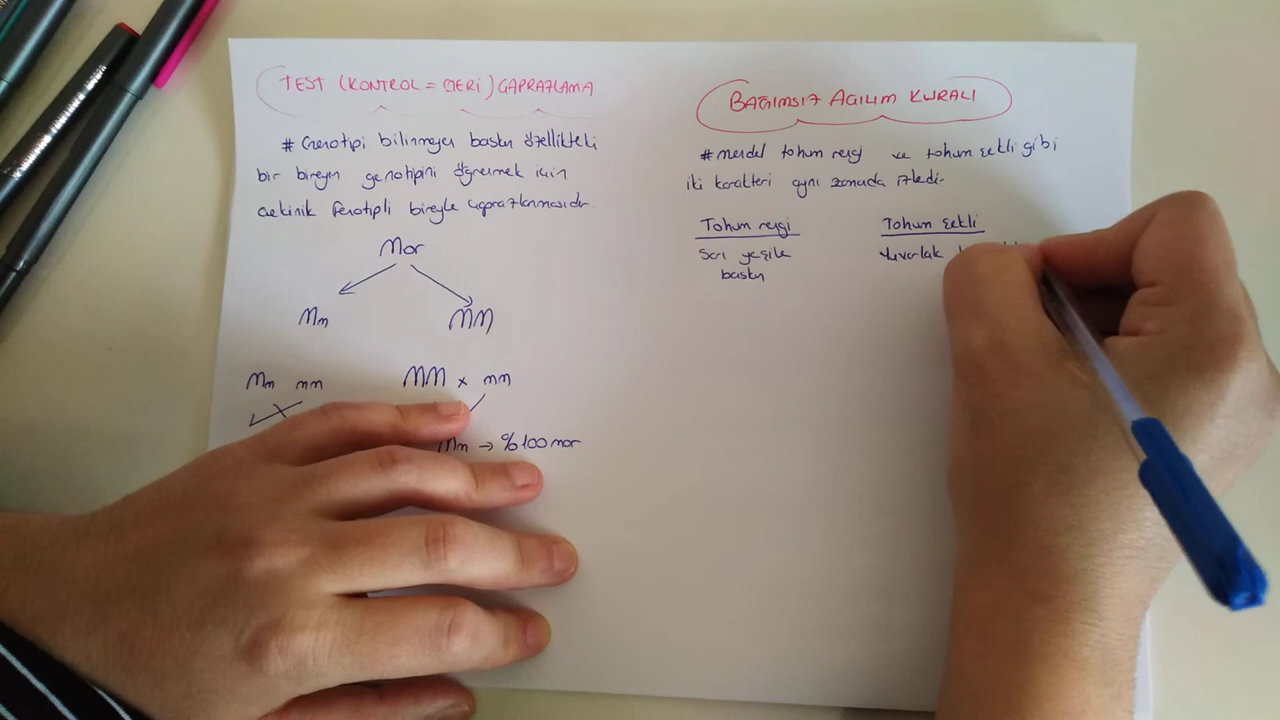 TEST (KONTROL = GERİ) ÇAPRAZLAMA
# Genotipi bilinmeyen baskın özellikteki
bir bireyin genotipini öğrenmek için
çekinik fenotipli bireyle çaprazlanmasıdır.
Mor
Mm MM
Mm mm MM x mm
Mm → %100 mor
BAĞIMSIZ AÇILIM KURALI
# Mendel tohum rengi ve tohum şekli gibi
iki karakteri aynı zamanda izledi.
Tohum rengi Tohum şekli
Sarı yeşile Yuvarlak
baskın